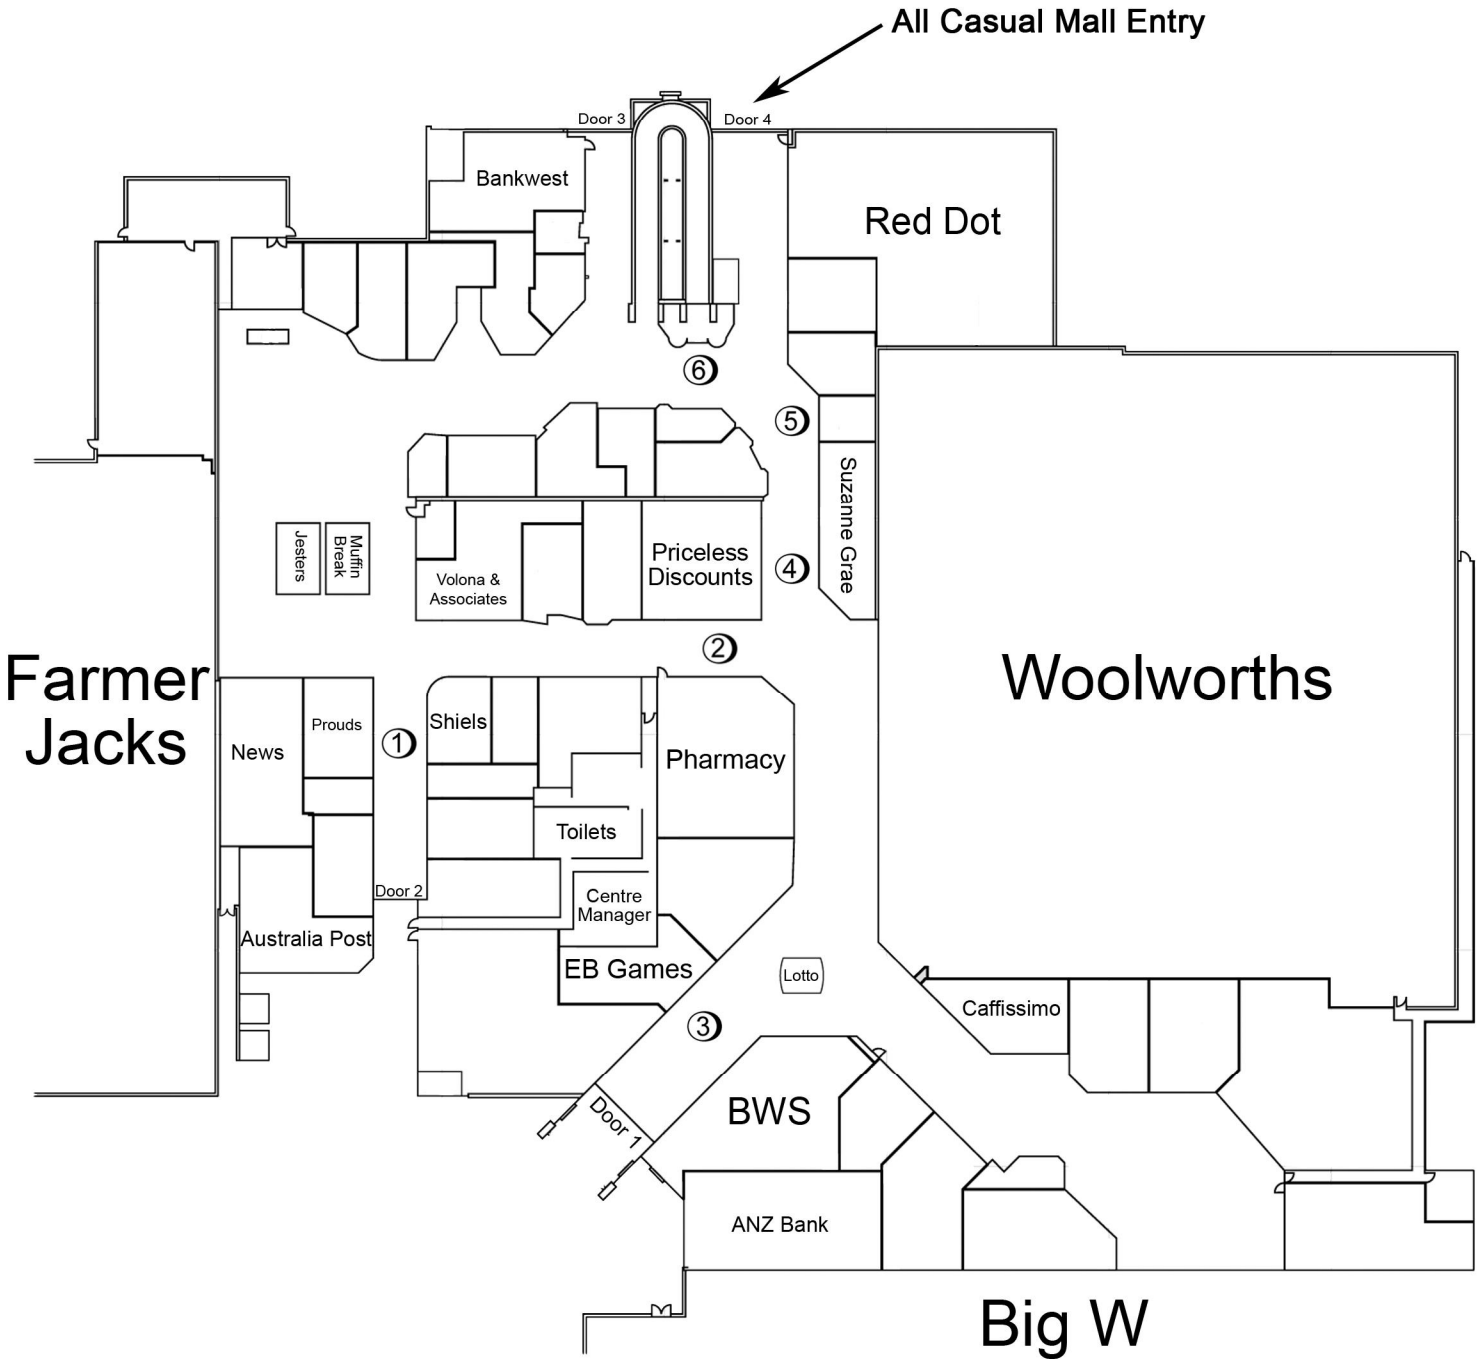 All Casual Mall Entry
Door 3
Door 4
Bankwest
Red Dot
6
5
Suzanne Grae
Jesters
Muffin
Break
Volona &
Associates
Priceless
Discounts
4
2
Farmer
Jacks
Woolworths
News
Prouds
1
Shiels
Pharmacy
Toilets
Door 2
Centre
Manager
Australia Post
EB Games
Lotto
Caffissimo
3
Door 1
BWS
ANZ Bank
Big W